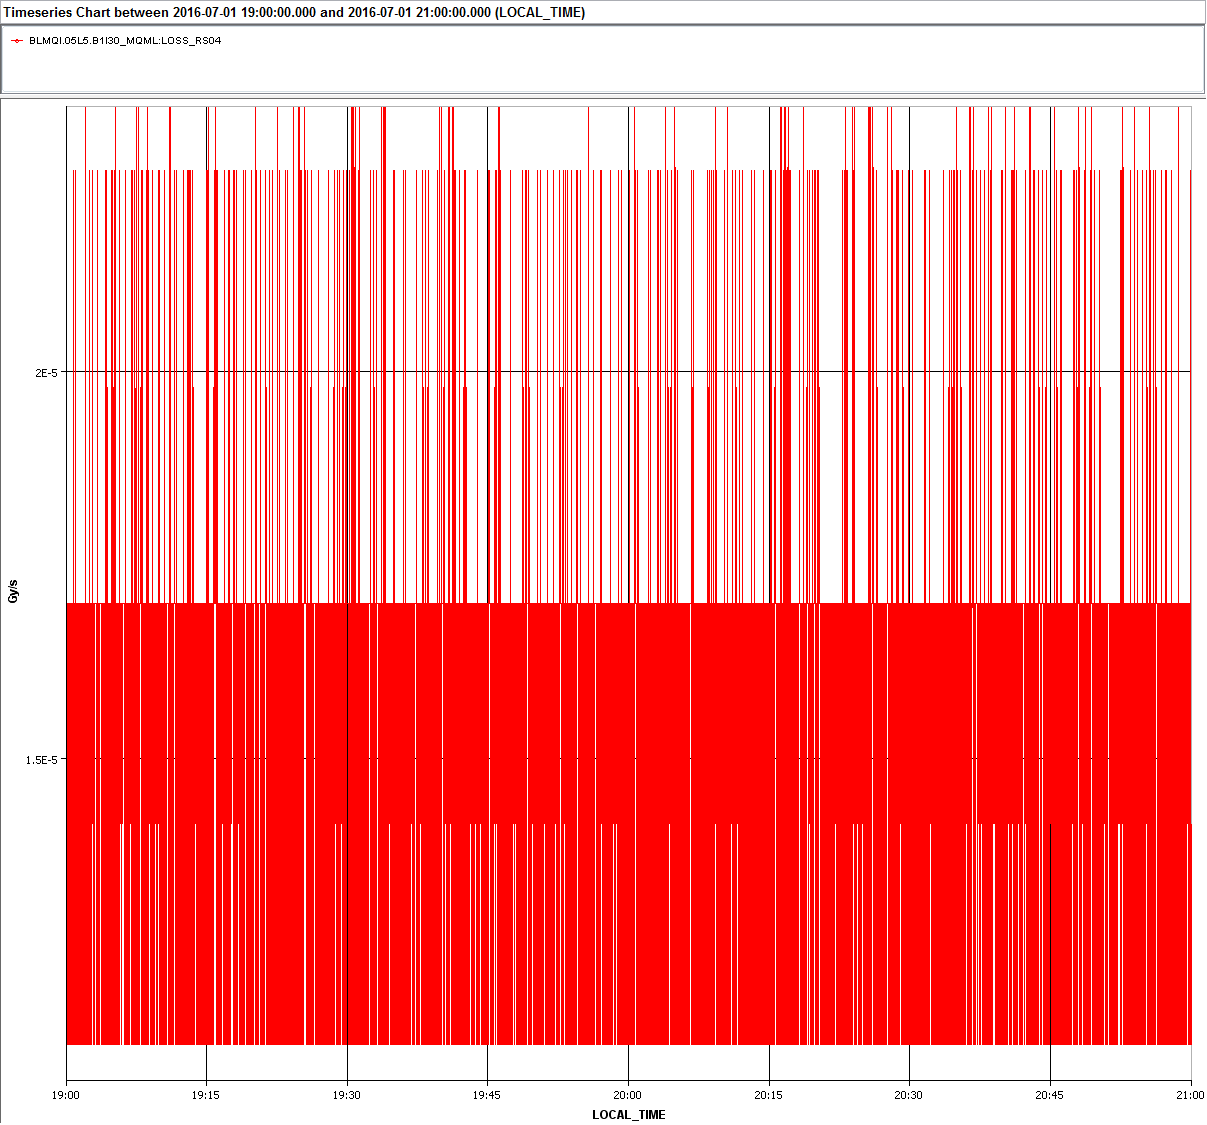 Timeseries Chart between 2016-07-01 19:00:00.000 and 2016-07-01 21:00:00.000 (LOCAL_TIME)
BLMQI.05L5.B1I30_MQML:LOSS_RS04
2E-5
Gy/s
1.5E-5
19:00 19:15 19:30 19:45 20:00 20:15 20:30 20:45 21:00
LOCAL_TIME